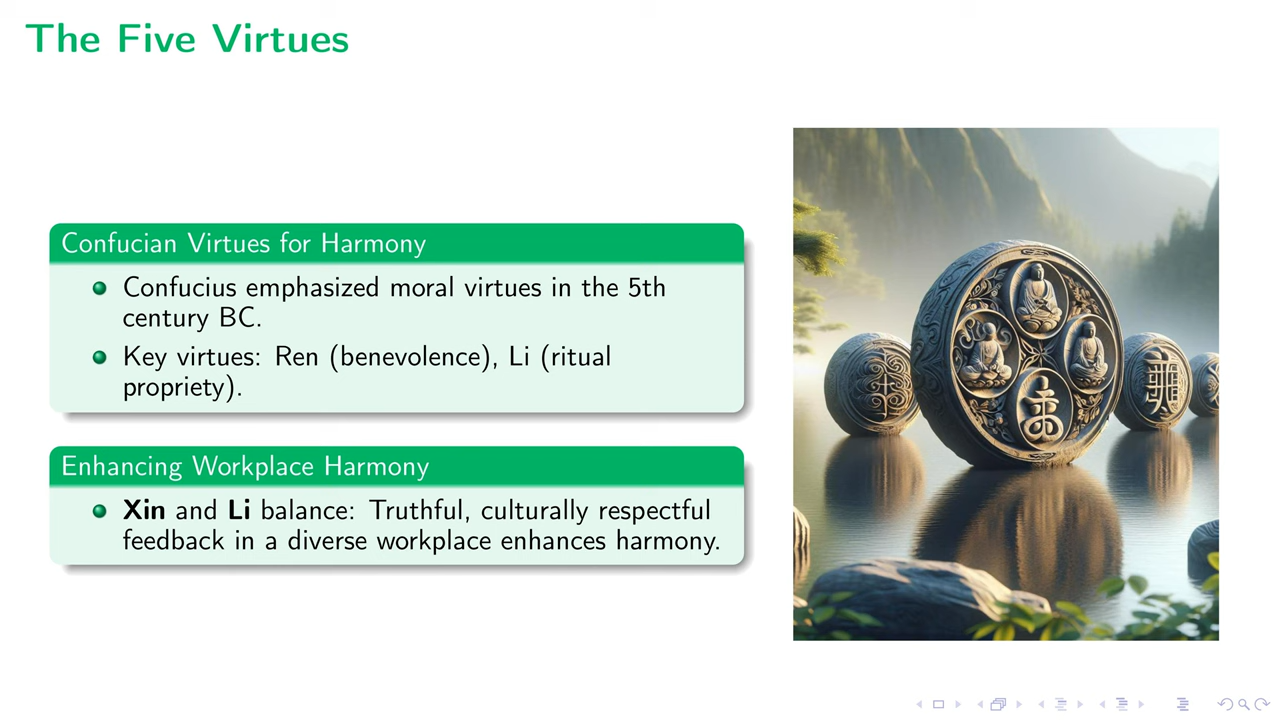 The Five Virtues
Confucian Virtues for Harmony
Confucius emphasized moral virtues in the 5th
century BC.
Key virtues: Ren (benevolence), Li (ritual
propriety).
Enhancing Workplace Harmony
Xin and Li balance: Truthful, culturally respectful
feedback in a diverse workplace enhances harmony.